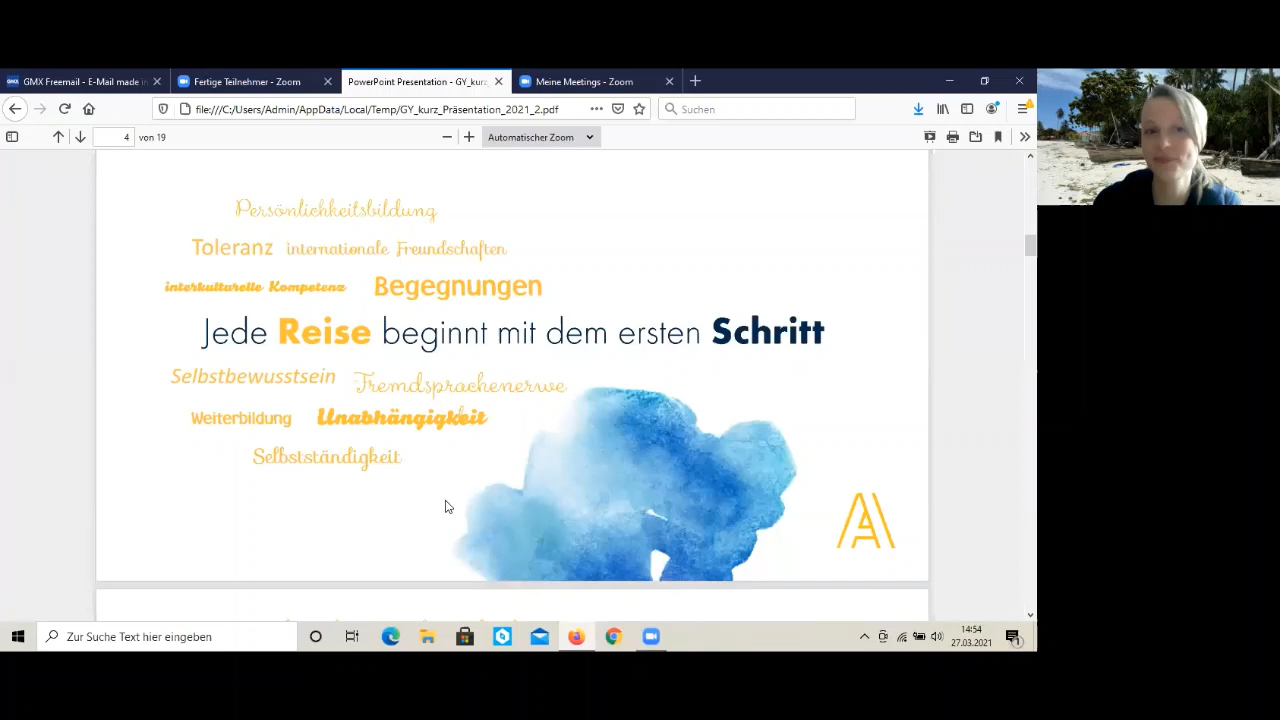 GMX Freemail - E-Mail made in
Fertige Teilnehmer - Zoom
PowerPoint Presentation - GY_kurz
Meine Meetings - Zoom
file:///C:/Users/Admin/AppData/Local/Temp/GY_kurz_Präsentation_2021_2.pdf
Suchen
4 von 19
Automatischer Zoom
Persönlichkeitsbildung
Toleranz internationale Freundschaften
interkulturelle Kompetenz Begegnungen
Jede Reise beginnt mit dem ersten Schritt
Selbstbewusstsein Fremdsprachenerwe
Weiterbildung Unabhängigkeit
Selbstständigkeit
A
Zur Suche Text hier eingeben
14:54
27.03.2021